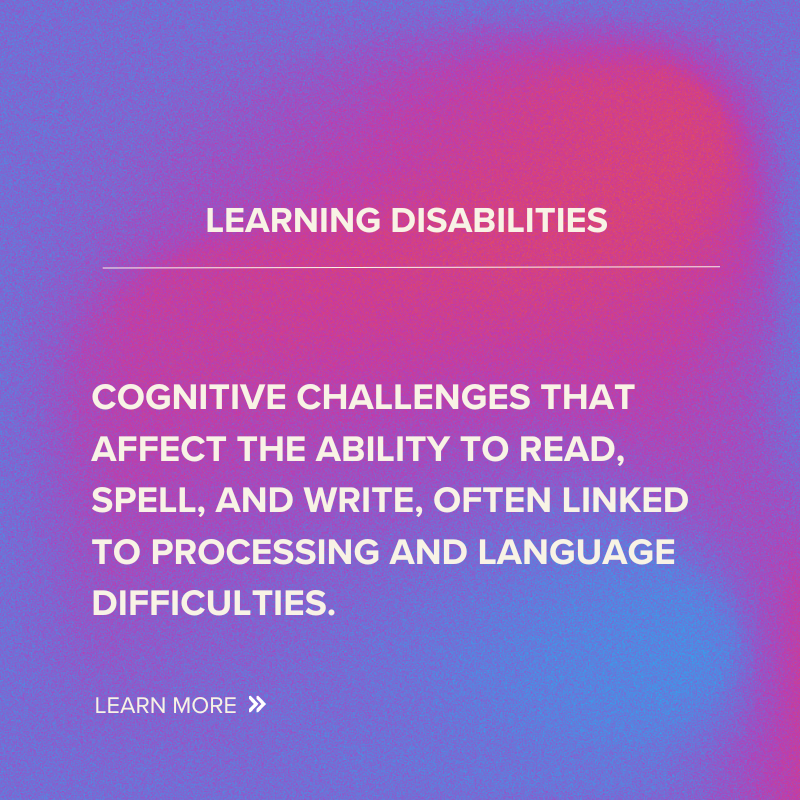 LEARNING DISABILITIES
COGNITIVE CHALLENGES THAT
AFFECT THE ABILITY TO READ,
SPELL, AND WRITE, OFTEN LINKED
TO PROCESSING AND LANGUAGE
DIFFICULTIES.
LEARN MORE »